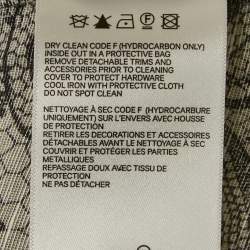 DRY CLEAN CODE F (HYDROCARBON ONLY)
INSIDE OUT IN A PROTECTIVE BAG
REMOVE DETACHABLE TRIMS AND
ACCESSORIES PRIOR TO CLEANING
COVER TO PROTECT HARDWARE
COOL IRON WITH PROTECTIVE CLOTH
DO NOT SPOT CLEAN
NETTOYAGE À SEC CODE F (HYDROCARBURE
UNIQUEMENT) SUR L'ENVERS AVEC HOUSSE
DE PROTECTION
RETIRER LES DECORATIONS ET ACCESSOIRES
DÉTACHABLES AVANT LE NETTOYAGE À SEC
COUVRIR ET PROTÉGER LES PARTIES
METALLIQUES
REPASSAGE DOUX AVEC TISSU DE
PROTECTION
NE PAS DÉTACHER